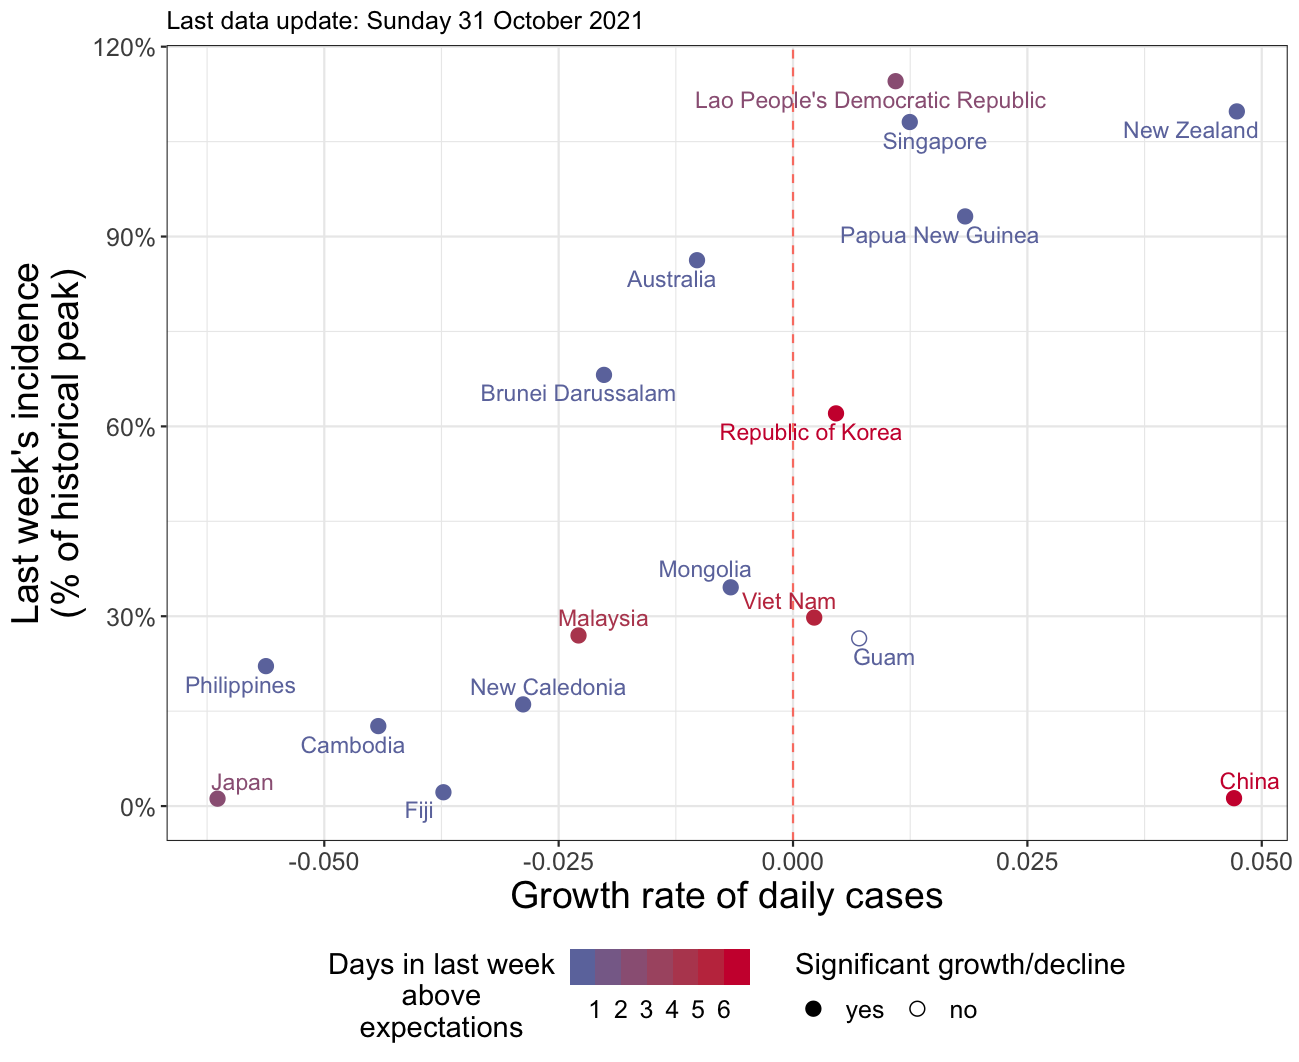 Last data update: Sunday 31 October 2021
120%
90%
60%
30%
0%
Last week's incidence
(% of historical peak)
Lao People's Democratic Republic
New Zealand
Singapore
Papua New Guinea
Australia
Brunei Darussalam
Republic of Korea
Mongolia
Viet Nam
Malaysia
Guam
Philippines
New Caledonia
Cambodia
Japan
Fiji
China
-0.050 -0.025 0.000 0.025 0.050
Growth rate of daily cases
Days in last week
above
expectations
1 2 3 4 5 6
Significant growth/decline
yes no